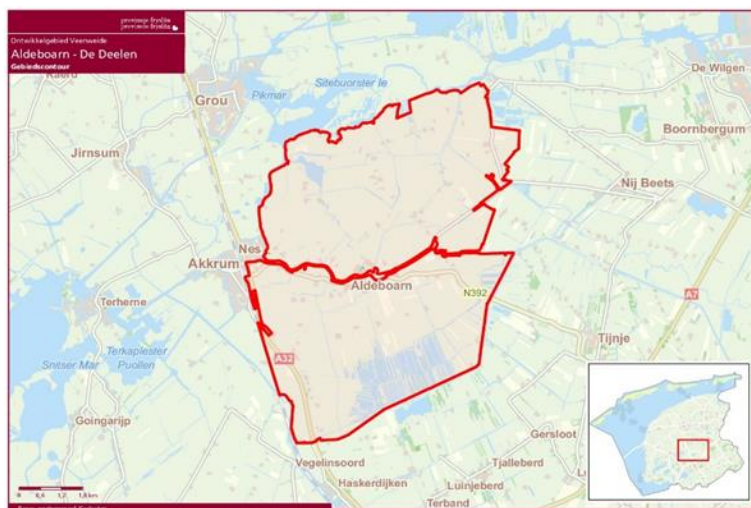 provinsje fryslân
provincie fryslân
Ontwikkelgebied Veenweide
Aldeboarn - De Deelen
Gebiedscontour
De Wilgen
Sitebuorster Ie
Grou
Pikmar
Boornbergum
Jirnsum
Nij Beets
Nes
Akkrum
Aldeboarn
N392
A7
Terherne
Tijnje
Terkaplester
Puollen
Snitser Mar
A32
Goingarijp
Gersloot
Vegelinsoord
Tjalleberd
Haskerdijken
Luinjeberd
Terband
0 0,6 1,2 1,8 km